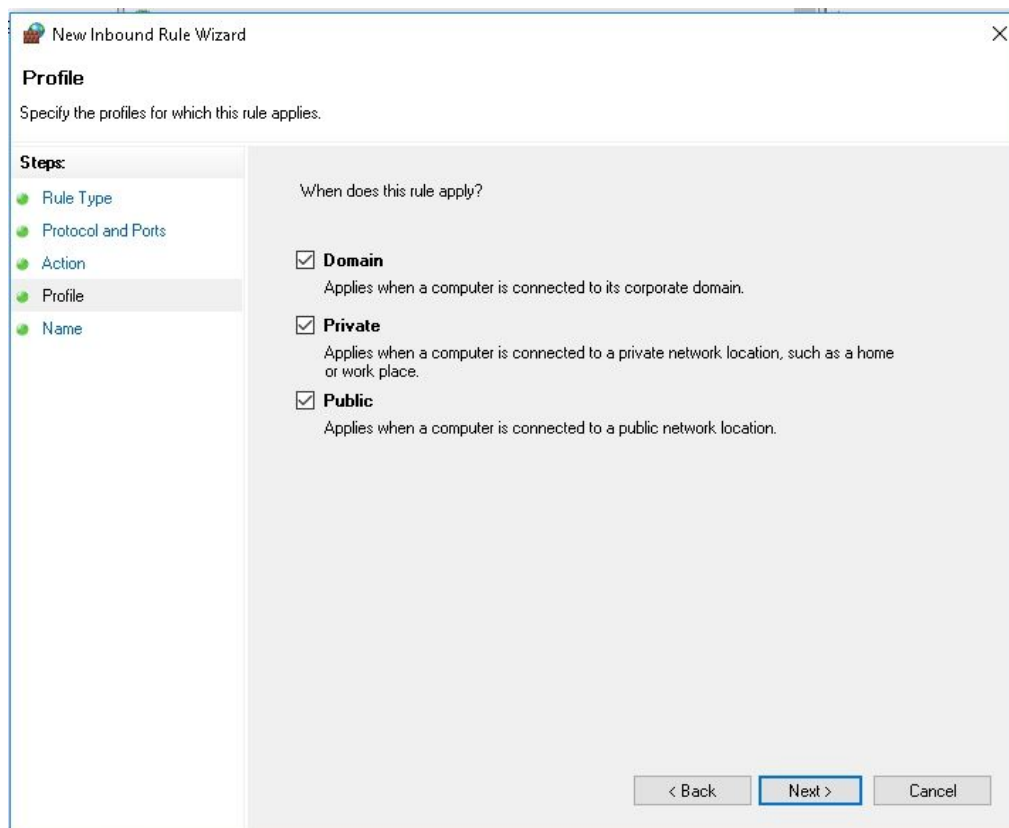 New Inbound Rule Wizard
Profile
Specify the profiles for which this rule applies.
Steps:
Rule Type
Protocol and Ports
Action
Profile
Name
When does this rule apply?
Domain
Applies when a computer is connected to its corporate domain.
Private
Applies when a computer is connected to a private network location, such as a home
or work place.
Public
Applies when a computer is connected to a public network location.
< Back
Next >
Cancel